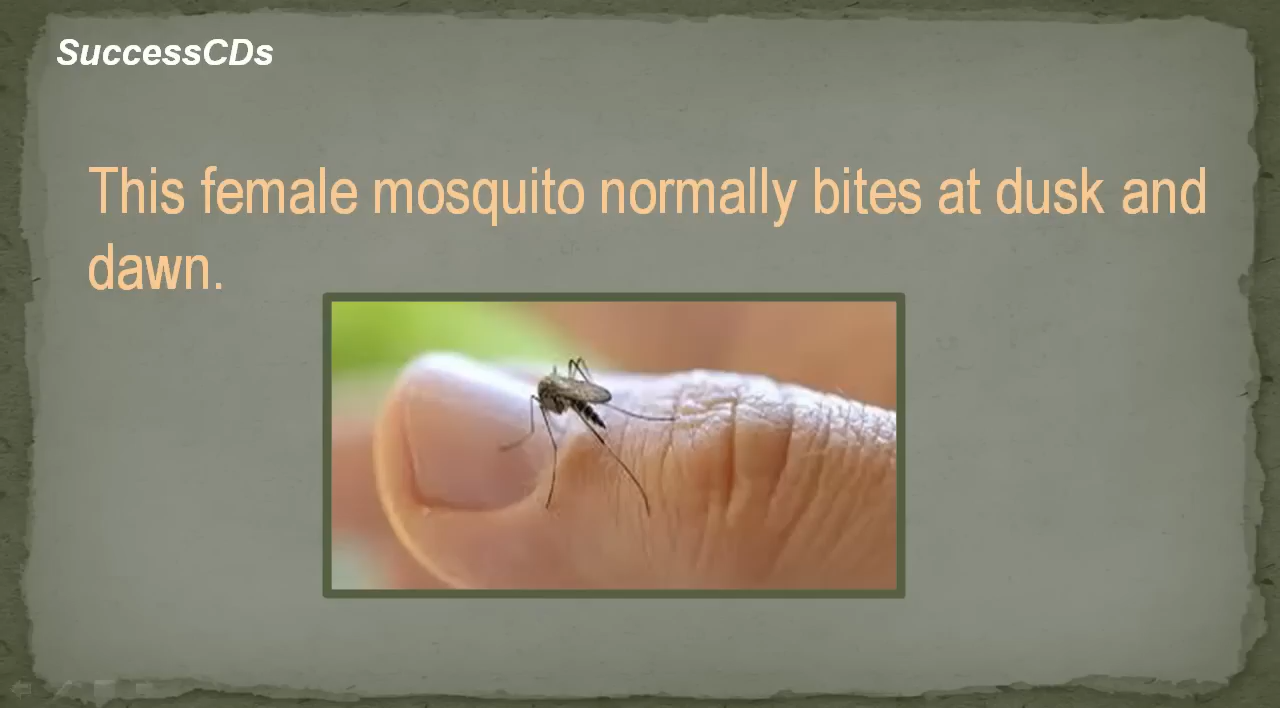 SuccessCDs
This female mosquito normally bites at dusk and
dawn.